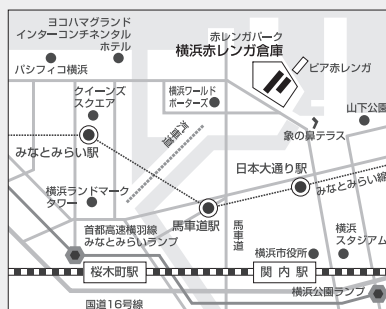 ヨコハマグランド
インターコンチネンタル
ホテル
パシフィコ横浜
赤レンガパーク
横浜赤レンガ倉庫
ピア赤レンガ
クイーンズ
スクエア
横浜ワールド
ポーターズ
山下公園
象の鼻テラス
汽車道
みなとみらい駅
日本大通り駅
みなとみらい線
横浜ランドマーク
タワー
馬車道駅
馬車道
首都高速横羽線
みなとみらいランプ
横浜市役所
横浜
スタジアム
桜木町駅
関内駅
横浜公園ランプ
国道16号線